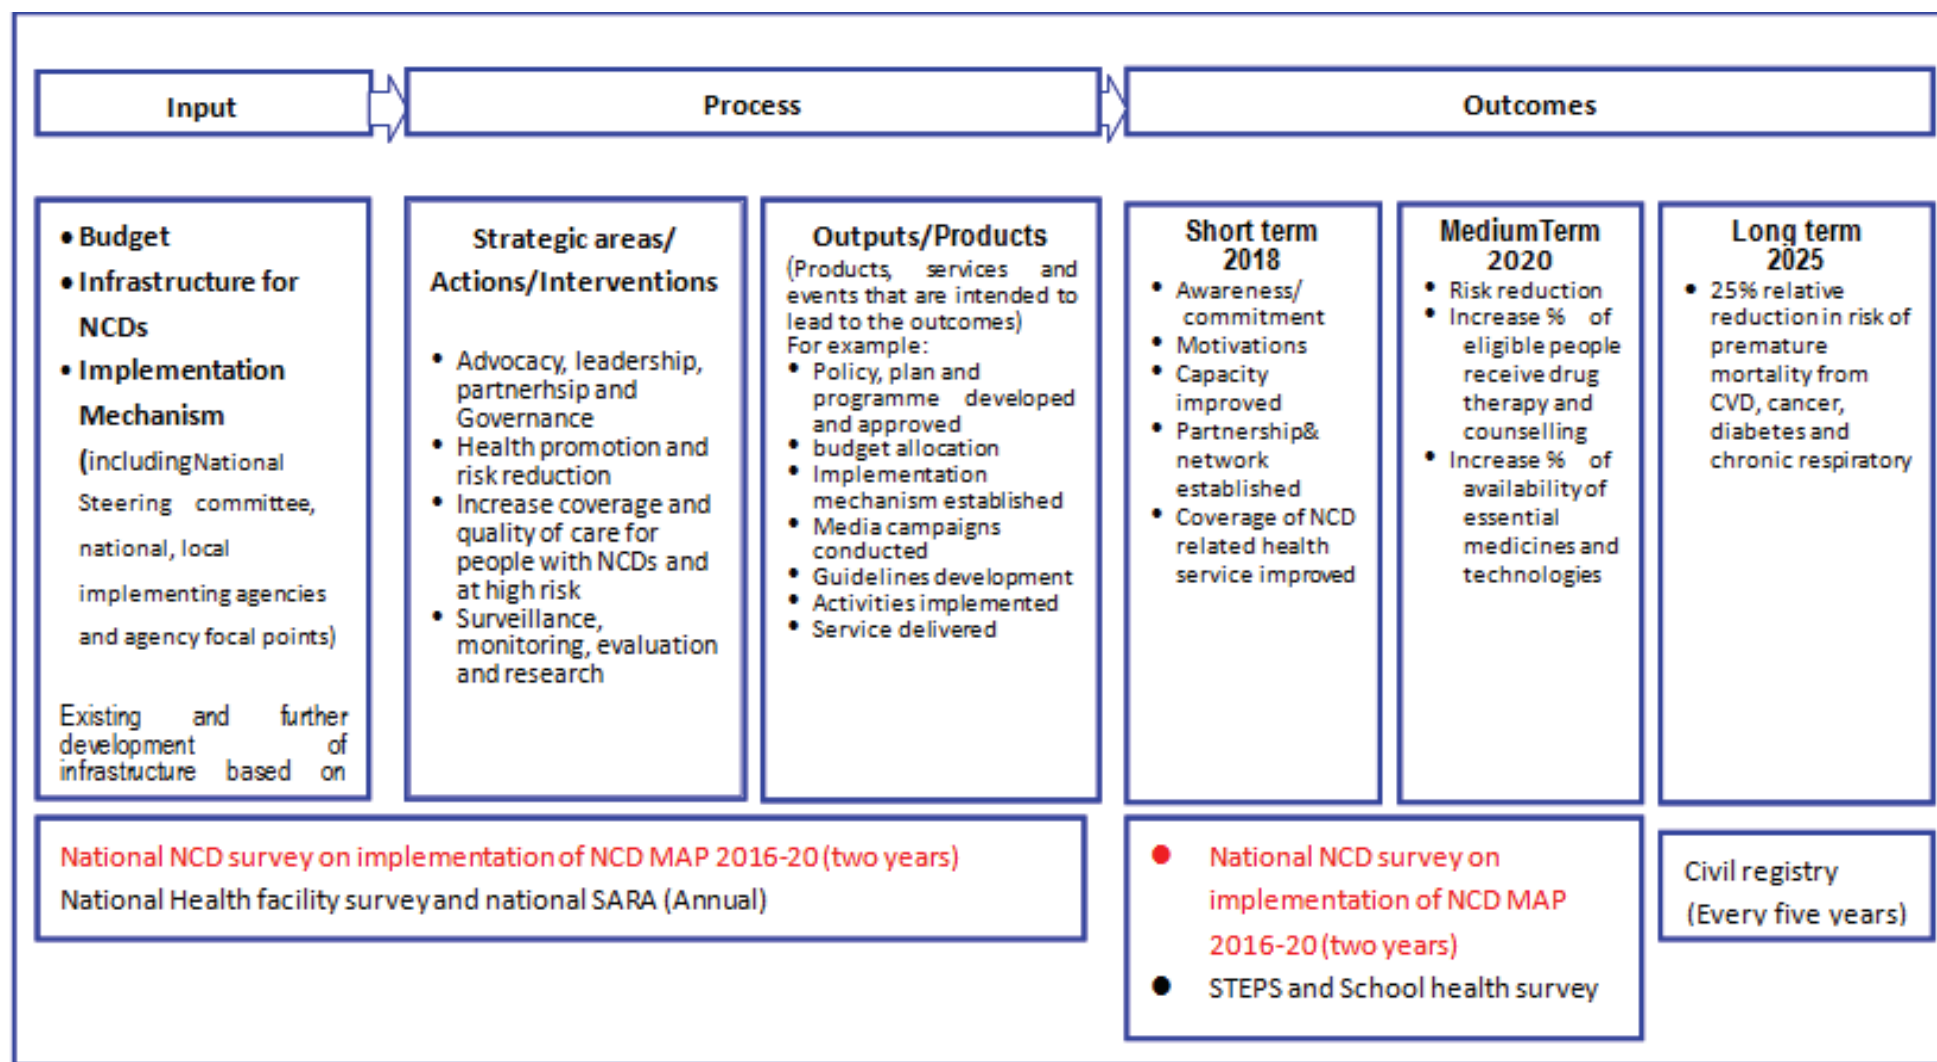 Input
Process
Outcomes
• Budget
• Infrastructure for
NCDs
• Implementation
Mechanism
(including National
Steering committee,
national, local
implementing agencies
and agency focal points)
Existing and further
development of
infrastructure based on
Strategic areas/
Actions/Interventions
• Advocacy, leadership,
partnerhsip and
Governance
• Health promotion and
risk reduction
• Increase coverage and
quality of care for
people with NCDs and
at high risk
• Surveillance,
monitoring, evaluation
and research
Outputs/Products
(Products, services and
events that are intended to
lead to the outcomes)
For example:
• Policy, plan and
programme developed
and approved
• budget allocation
• Implementation
mechanism established
• Media campaigns
conducted
• Guidelines development
• Activities implemented
• Service delivered
Short term
2018
• Awareness/
commitment
• Motivations
• Capacity
improved
• Partnership&
network
established
• Coverage of NCD
related health
service improved
MediumTerm
2020
• Risk reduction
• Increase % of
eligible people
receive drug
therapy and
counselling
• Increase % of
availability of
essential
medicines and
technologies
Long term
2025
• 25% relative
reduction in risk of
premature
mortality from
CVD, cancer,
diabetes and
chronic respiratory
National NCD survey on implementation of NCD MAP 2016-20 (two years)
National Health facility survey and national SARA (Annual)
● National NCD survey on
implementation of NCD MAP
2016-20 (two years)
● STEPS and School health survey
Civil registry
(Every five years)